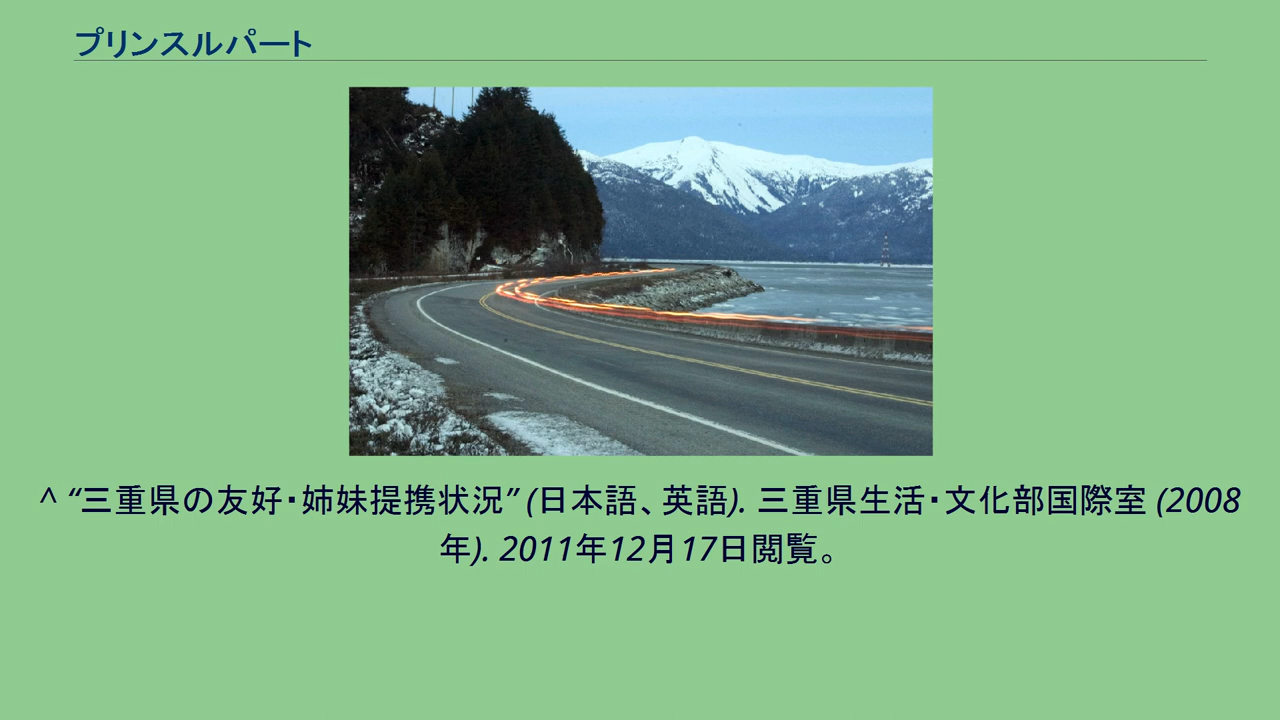 プリンスルパート
^ “三重県の友好・姉妹提携状況” (日本語、英語). 三重県生活・文化部国際室 (2008
年). 2011年12月17日閲覧。